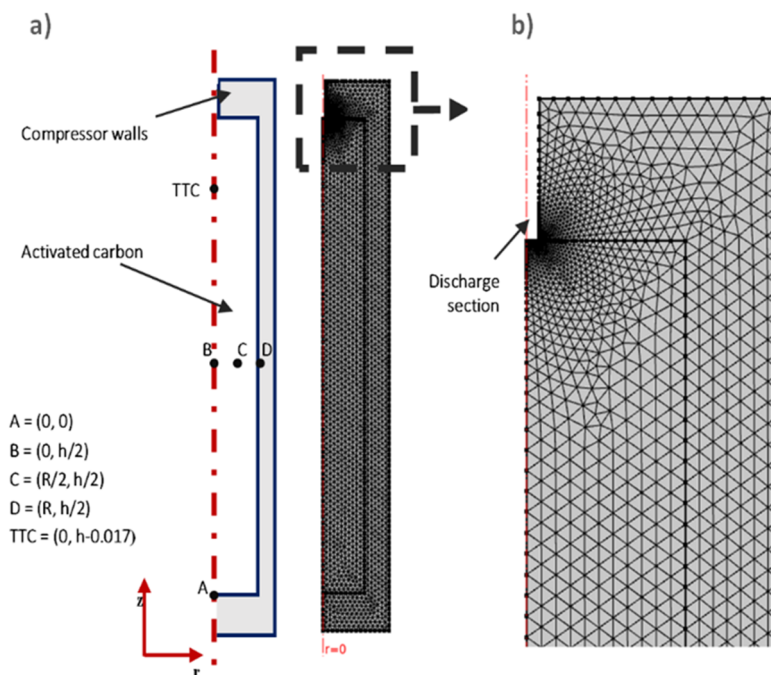 a)
b)
Compressor walls
TTC
Activated carbon
Discharge
section
B
C
D
A = (0, 0)
B = (0, h/2)
C = (R/2, h/2)
D = (R, h/2)
TTC = (0, h-0.017)
A
z
r=0
r